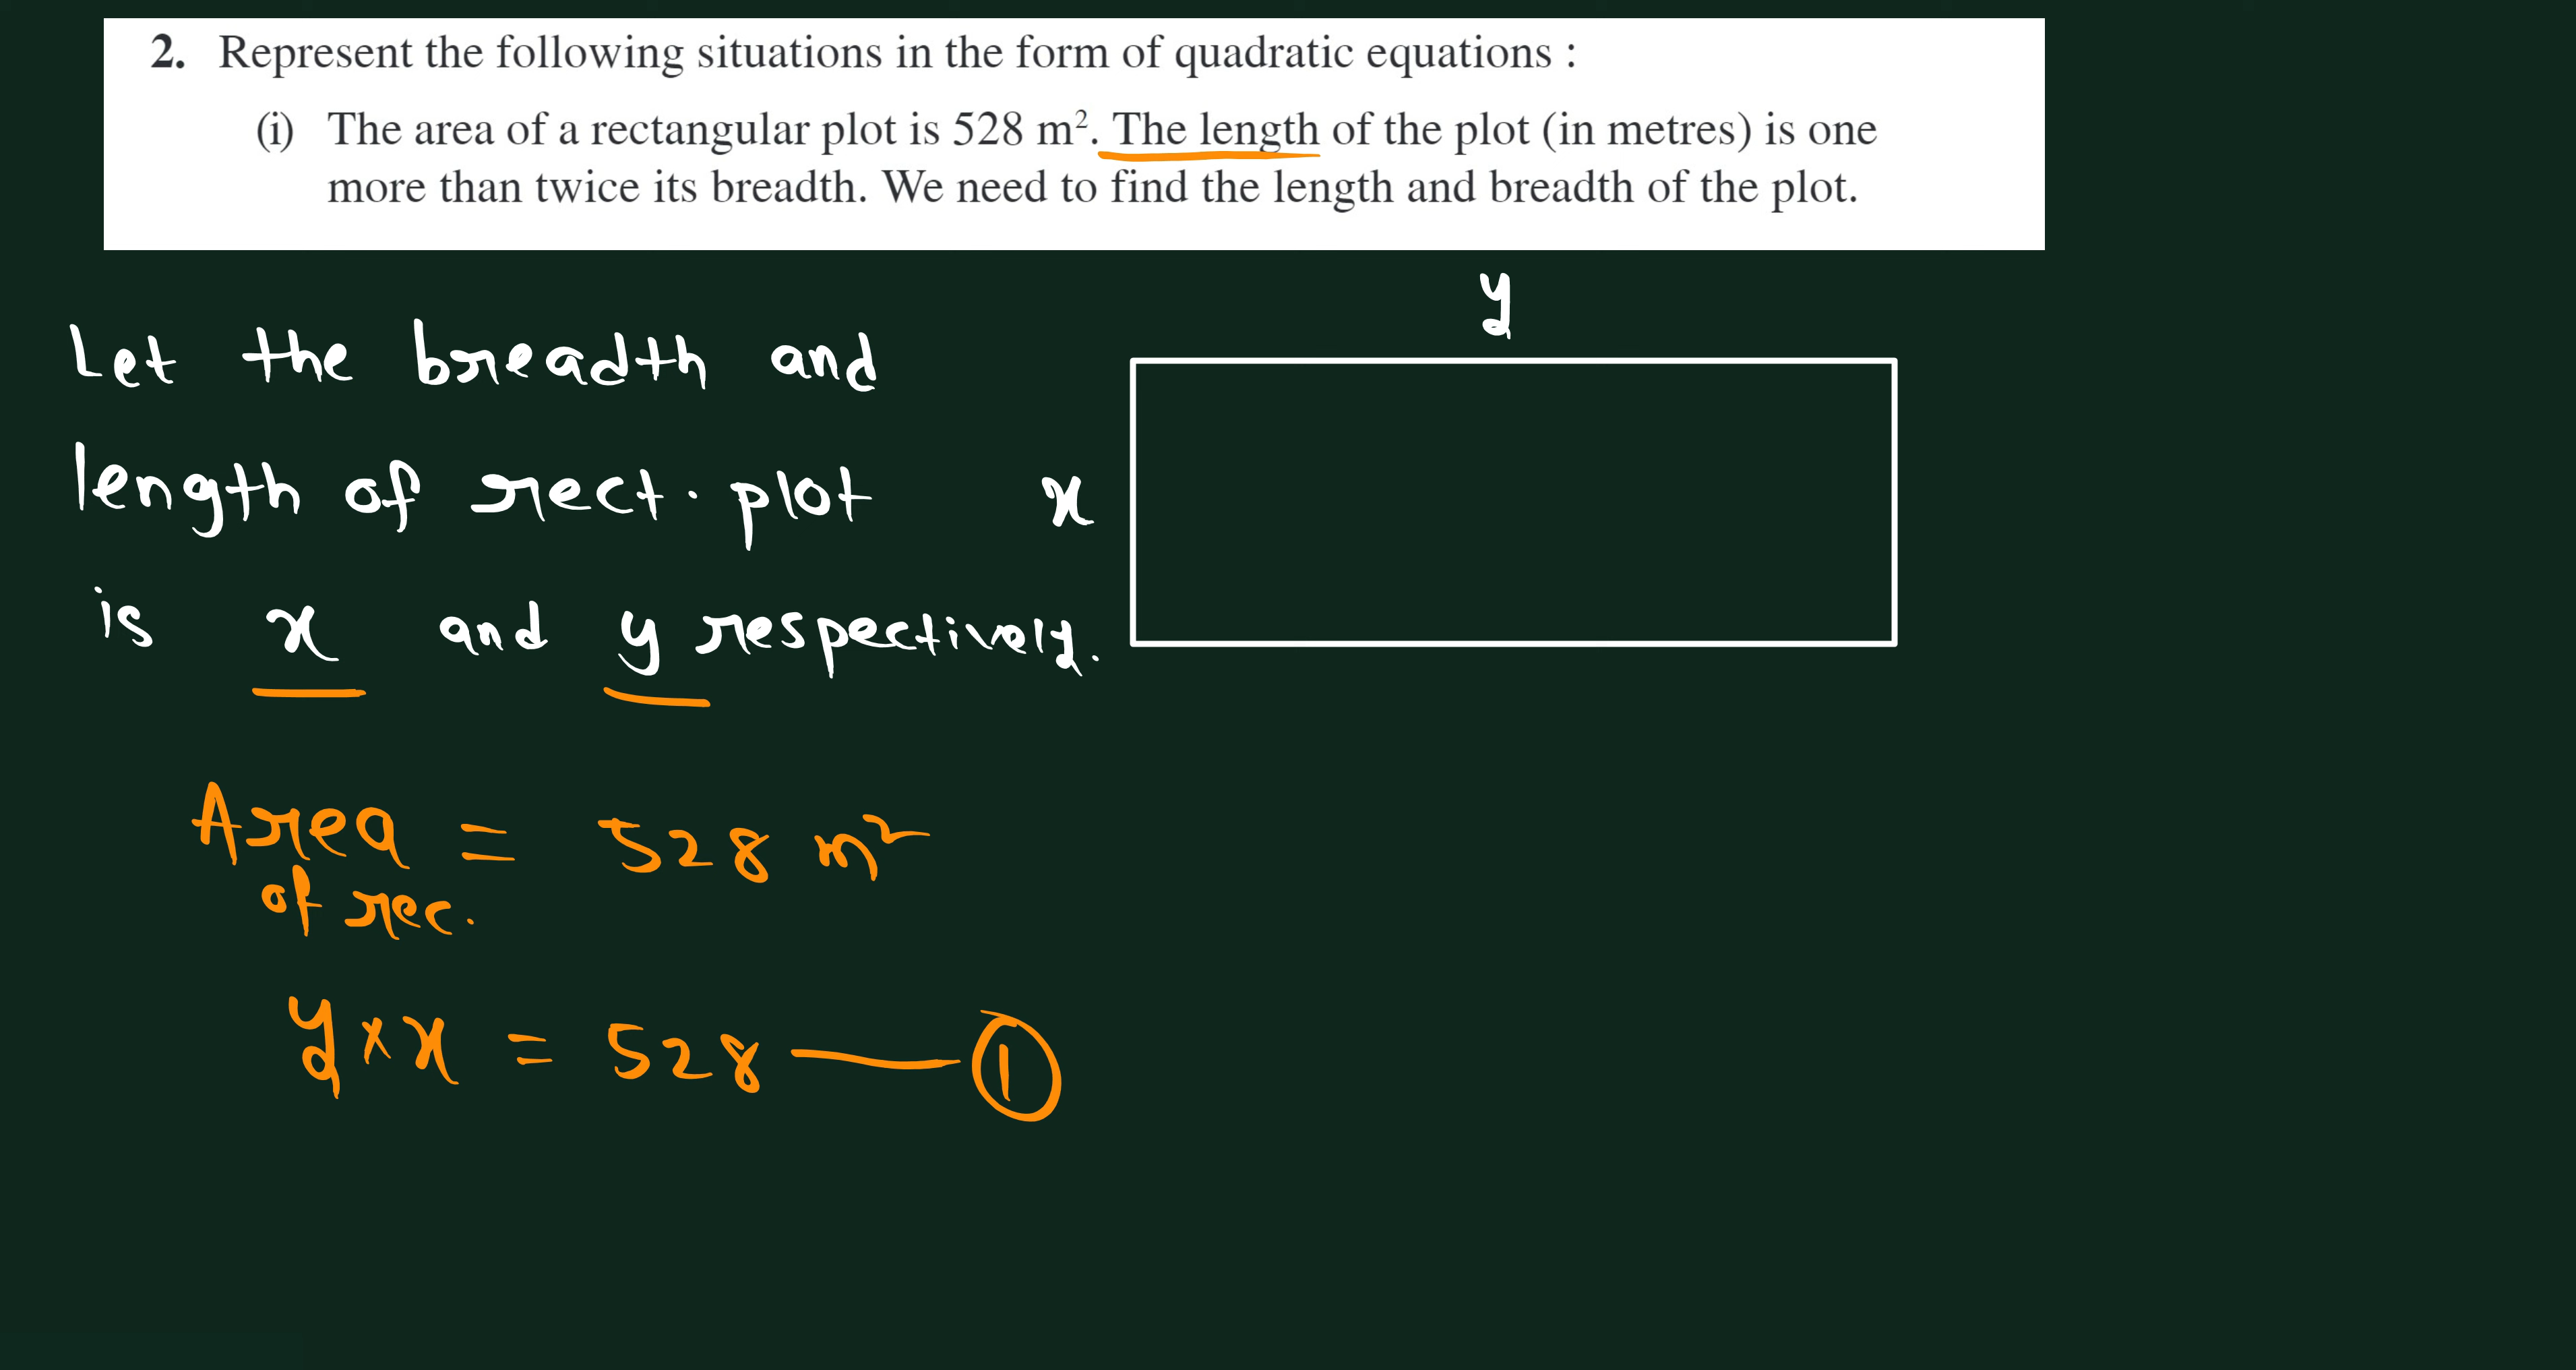 2. Represent the following situations in the form of quadratic equations :
(i) The area of a rectangular plot is 528 m². The length of the plot (in metres) is one
more than twice its breadth. We need to find the length and breadth of the plot.
y
Let the breadth and
length of rect. plot
x
is x and y respectively.
Area = 528 m²
of rec.
y × x = 528 —— ①